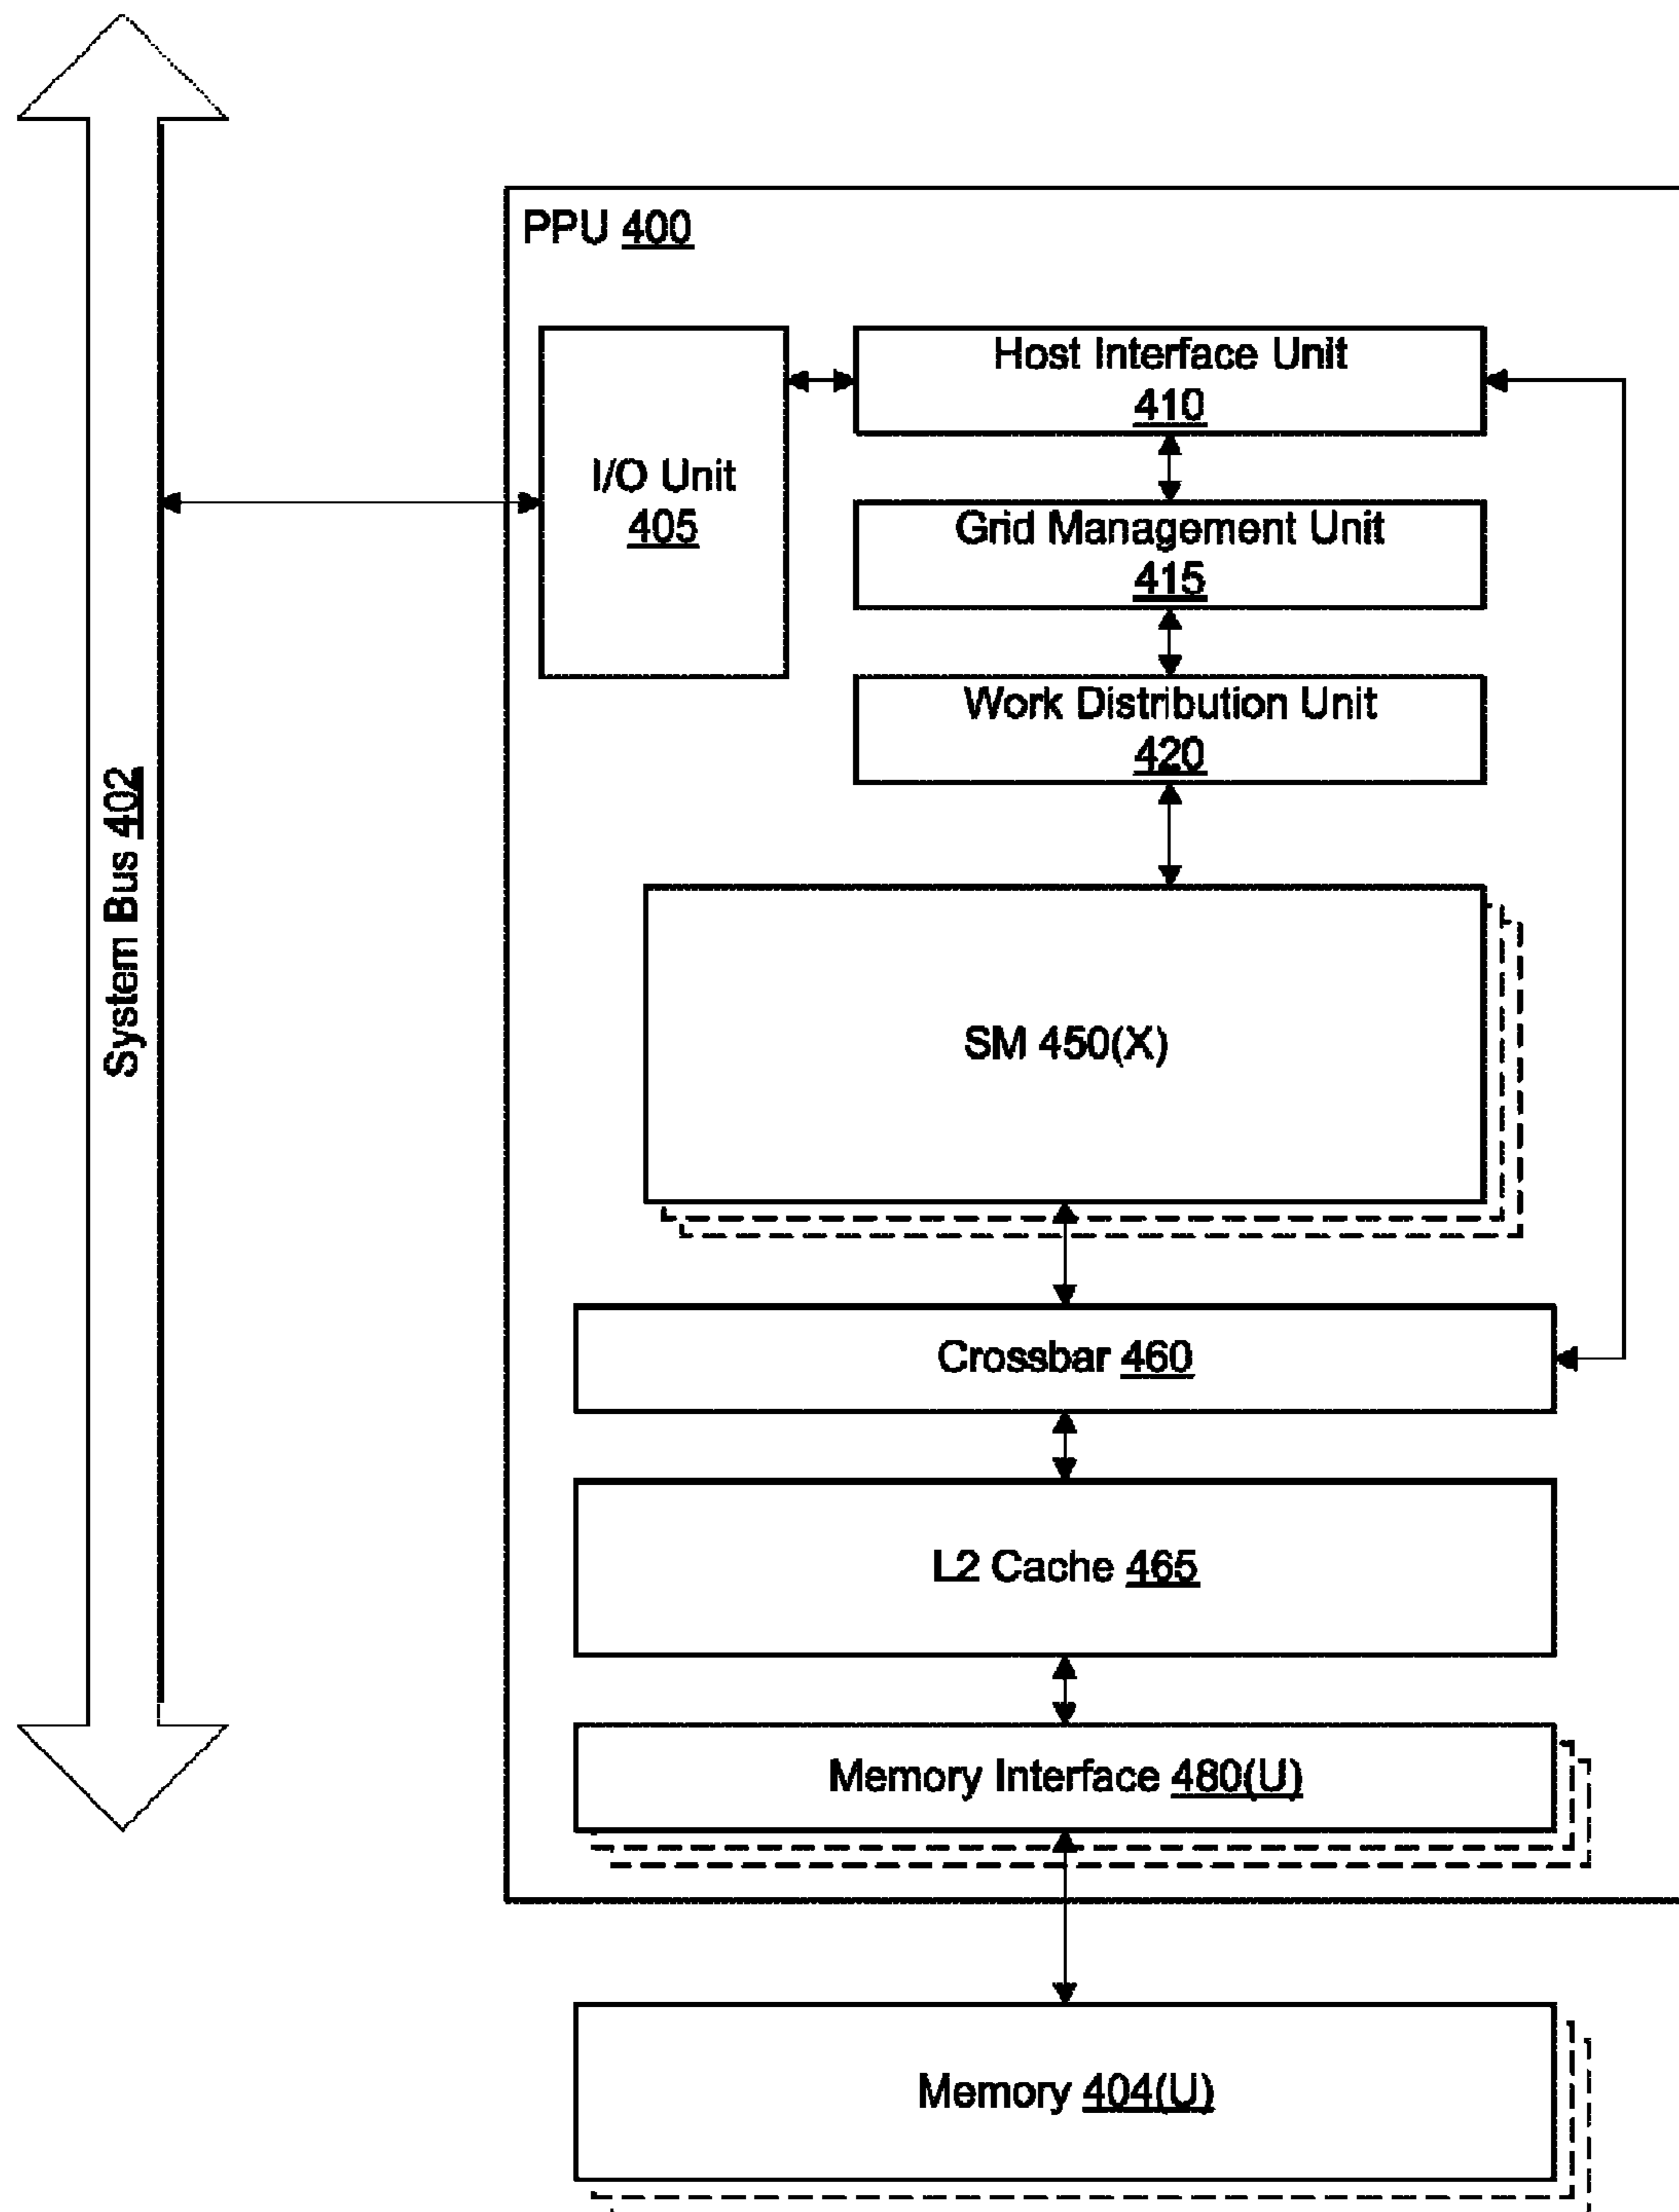 PPU 400
Host Interface Unit
410
I/O Unit
405
Grid Management Unit
415
Work Distribution Unit
420
System Bus 402
SM 450(X)
Crossbar 460
L2 Cache 465
Memory Interface 480(U)
Memory 404(U)